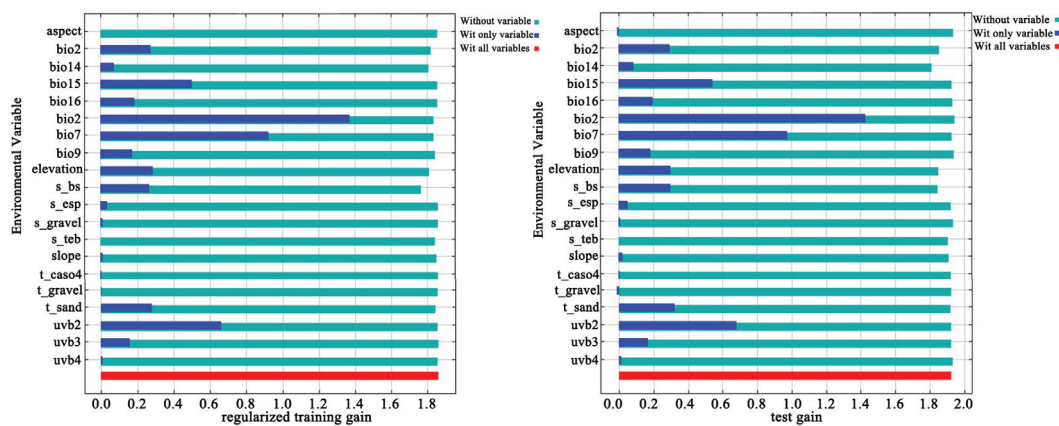 Without variable
Wit only variable
Wit all variables
Environmental Variable
aspect
bio2
bio14
bio15
bio16
bio2
bio7
bio9
elevation
s_bs
s_esp
s_gravel
s_teb
slope
t_caso4
t_gravel
t_sand
uvb2
uvb3
uvb4
0.0 0.2 0.4 0.6 0.8 1.0 1.2 1.4 1.6 1.8
regularized training gain
Without variable
Wit only variable
Wit all variables
Environmental Variable
aspect
bio2
bio14
bio15
bio16
bio2
bio7
bio9
elevation
s_bs
s_esp
s_gravel
s_teb
slope
t_caso4
t_gravel
t_sand
uvb2
uvb3
uvb4
0.0 0.2 0.4 0.6 0.8 1.0 1.2 1.4 1.6 1.8 2.0
test gain